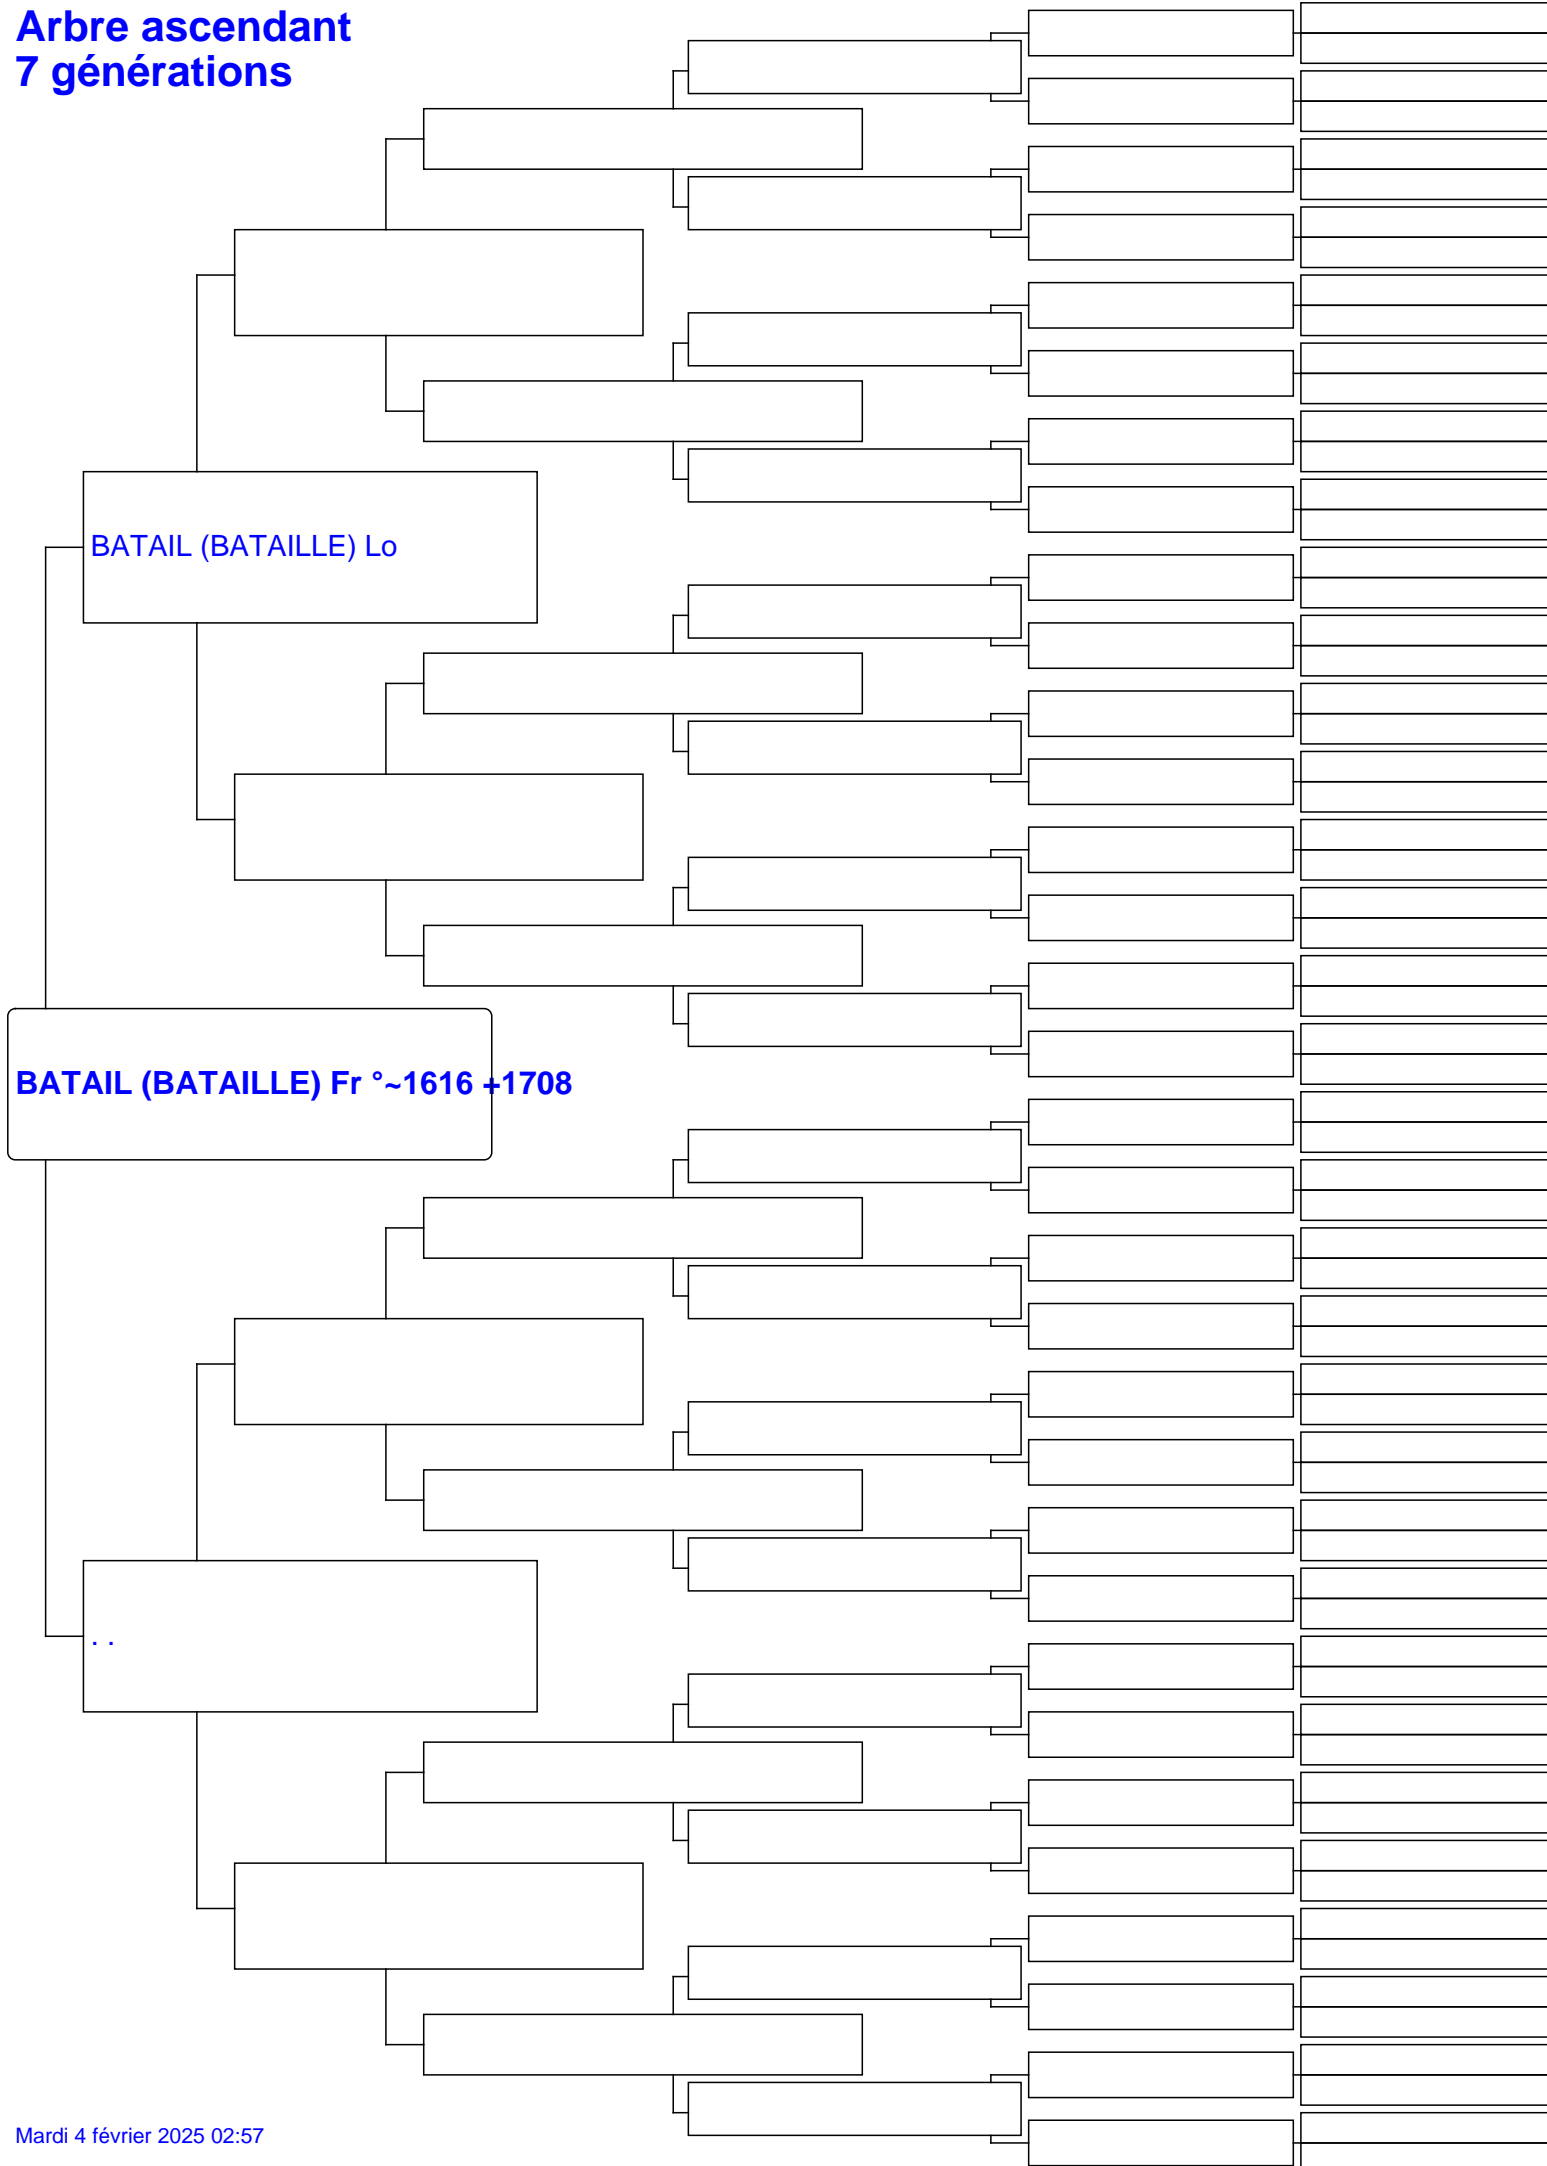 Arbre ascendant
7 générations
BATAIL (BATAILLE) Lo
BATAIL (BATAILLE) Fr °~1616 +1708
. .
Mardi 4 février 2025 02:57